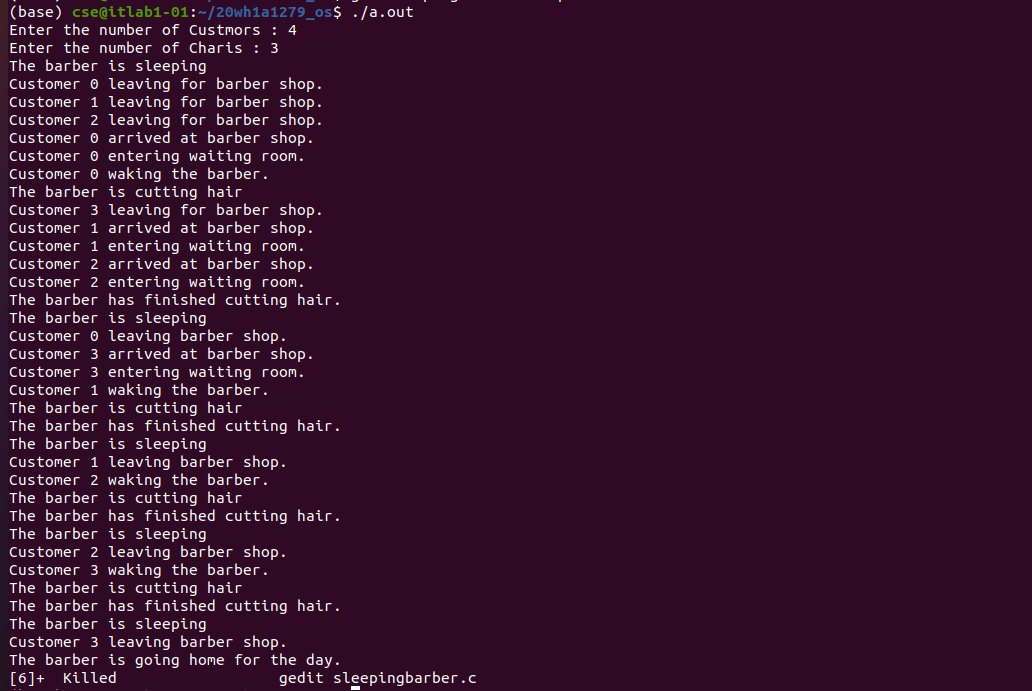 (base) cse@itlab1-01:~/20wh1a1279_os$ ./a.out
Enter the number of Custmors : 4
Enter the number of Charis : 3
The barber is sleeping
Customer 0 leaving for barber shop.
Customer 1 leaving for barber shop.
Customer 2 leaving for barber shop.
Customer 0 arrived at barber shop.
Customer 0 entering waiting room.
Customer 0 waking the barber.
The barber is cutting hair
Customer 3 leaving for barber shop.
Customer 1 arrived at barber shop.
Customer 1 entering waiting room.
Customer 2 arrived at barber shop.
Customer 2 entering waiting room.
The barber has finished cutting hair.
The barber is sleeping
Customer 0 leaving barber shop.
Customer 3 arrived at barber shop.
Customer 3 entering waiting room.
Customer 1 waking the barber.
The barber is cutting hair
The barber has finished cutting hair.
The barber is sleeping
Customer 1 leaving barber shop.
Customer 2 waking the barber.
The barber is cutting hair
The barber has finished cutting hair.
The barber is sleeping
Customer 2 leaving barber shop.
Customer 3 waking the barber.
The barber is cutting hair
The barber has finished cutting hair.
The barber is sleeping
Customer 3 leaving barber shop.
The barber is going home for the day.
[6]+  Killed                  gedit sleepingbarber.c